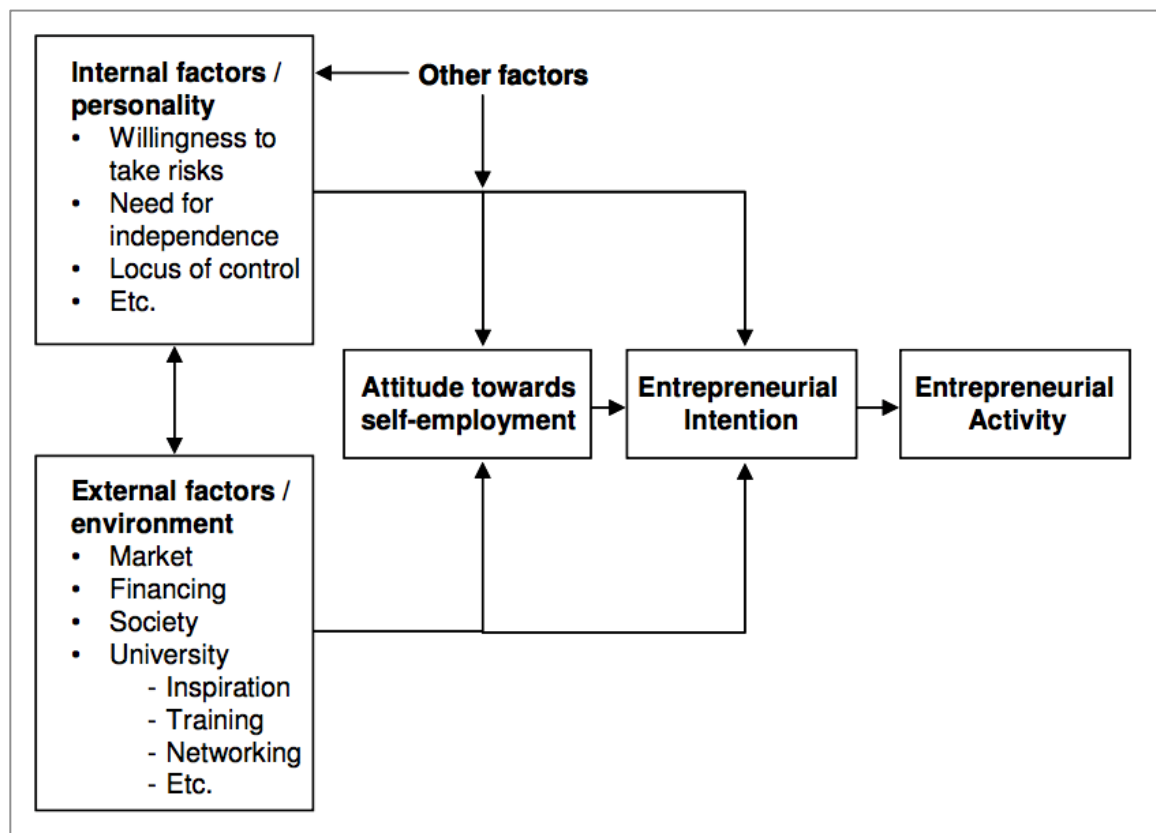 Internal factors /
personality
• Willingness to
take risks
• Need for
independence
• Locus of control
• Etc.
Other factors
Attitude towards
self-employment
Entrepreneurial
Intention
Entrepreneurial
Activity
External factors /
environment
• Market
• Financing
• Society
• University
- Inspiration
- Training
- Networking
- Etc.